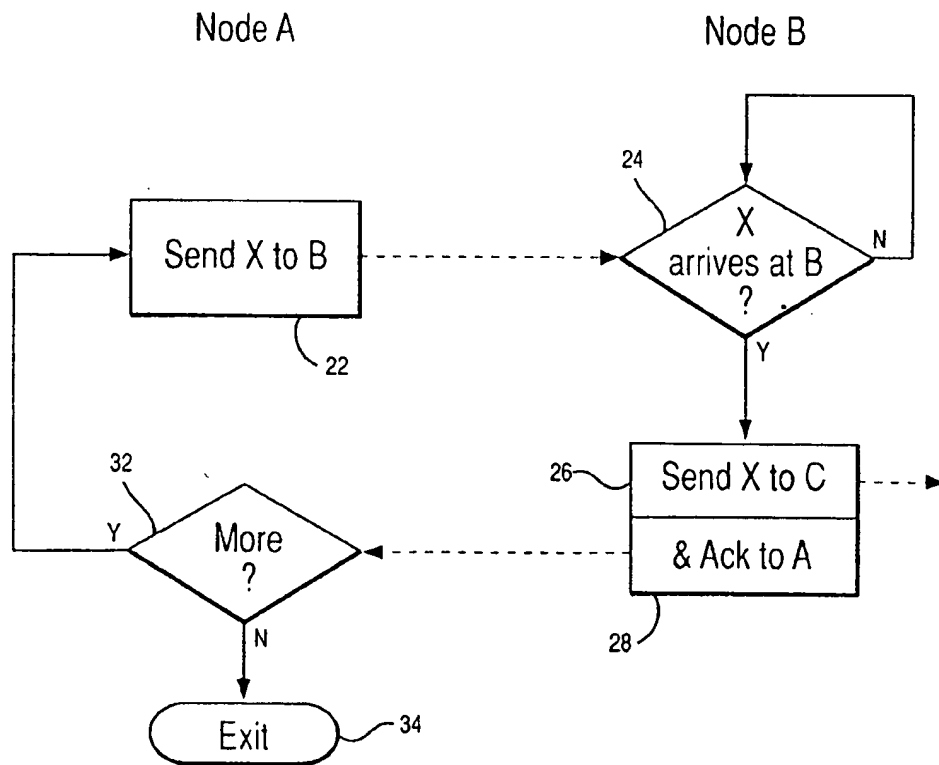 Node A
Node B
24
X
arrives at B
?
N
Send X to B
22
Y
32
26
Send X to C
Y
More
?
& Ack to A
N
28
Exit
34